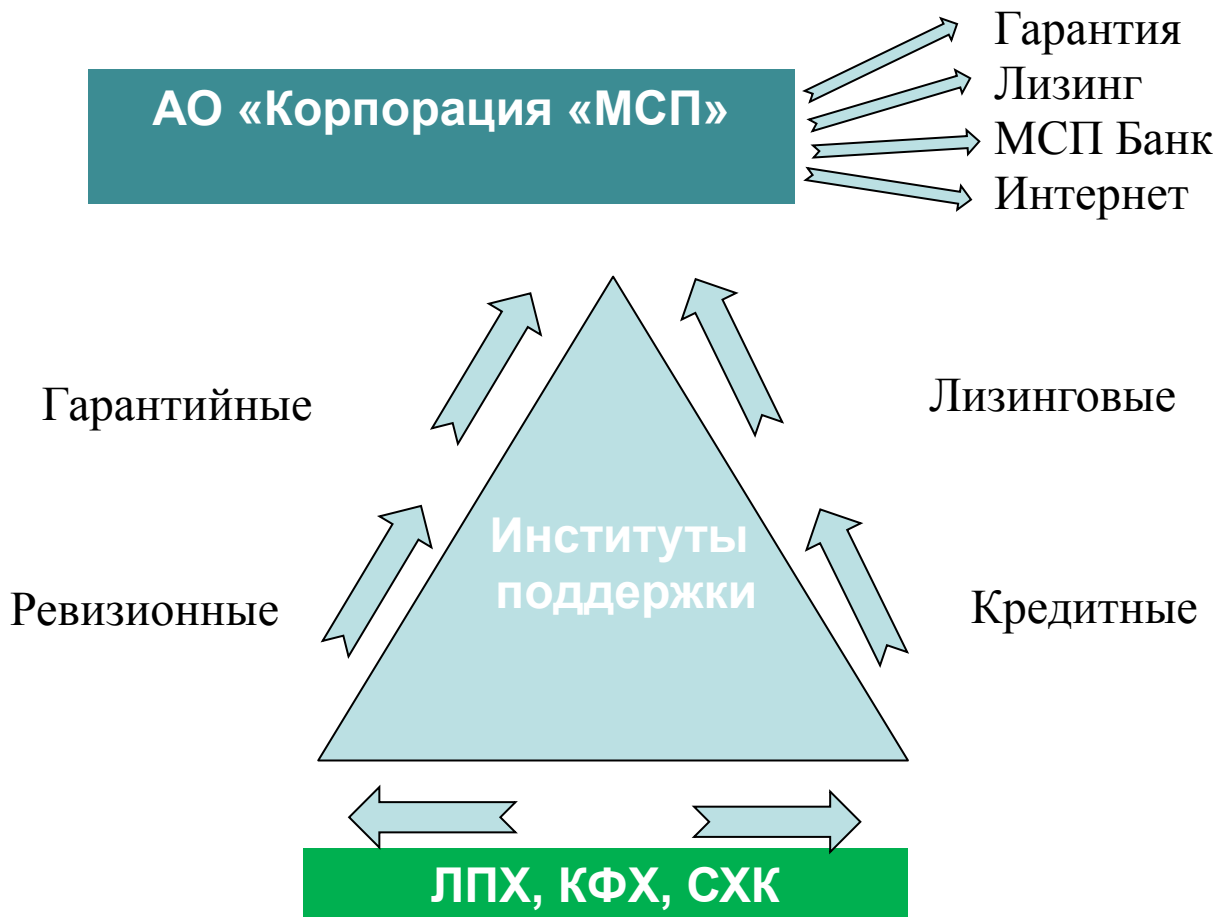 АО «Корпорация «МСП»
Гарантия
Лизинг
МСП Банк
Интернет
Гарантийные
Лизинговые
Институты
поддержки
Ревизионные
Кредитные
ЛПХ, КФХ, СХК